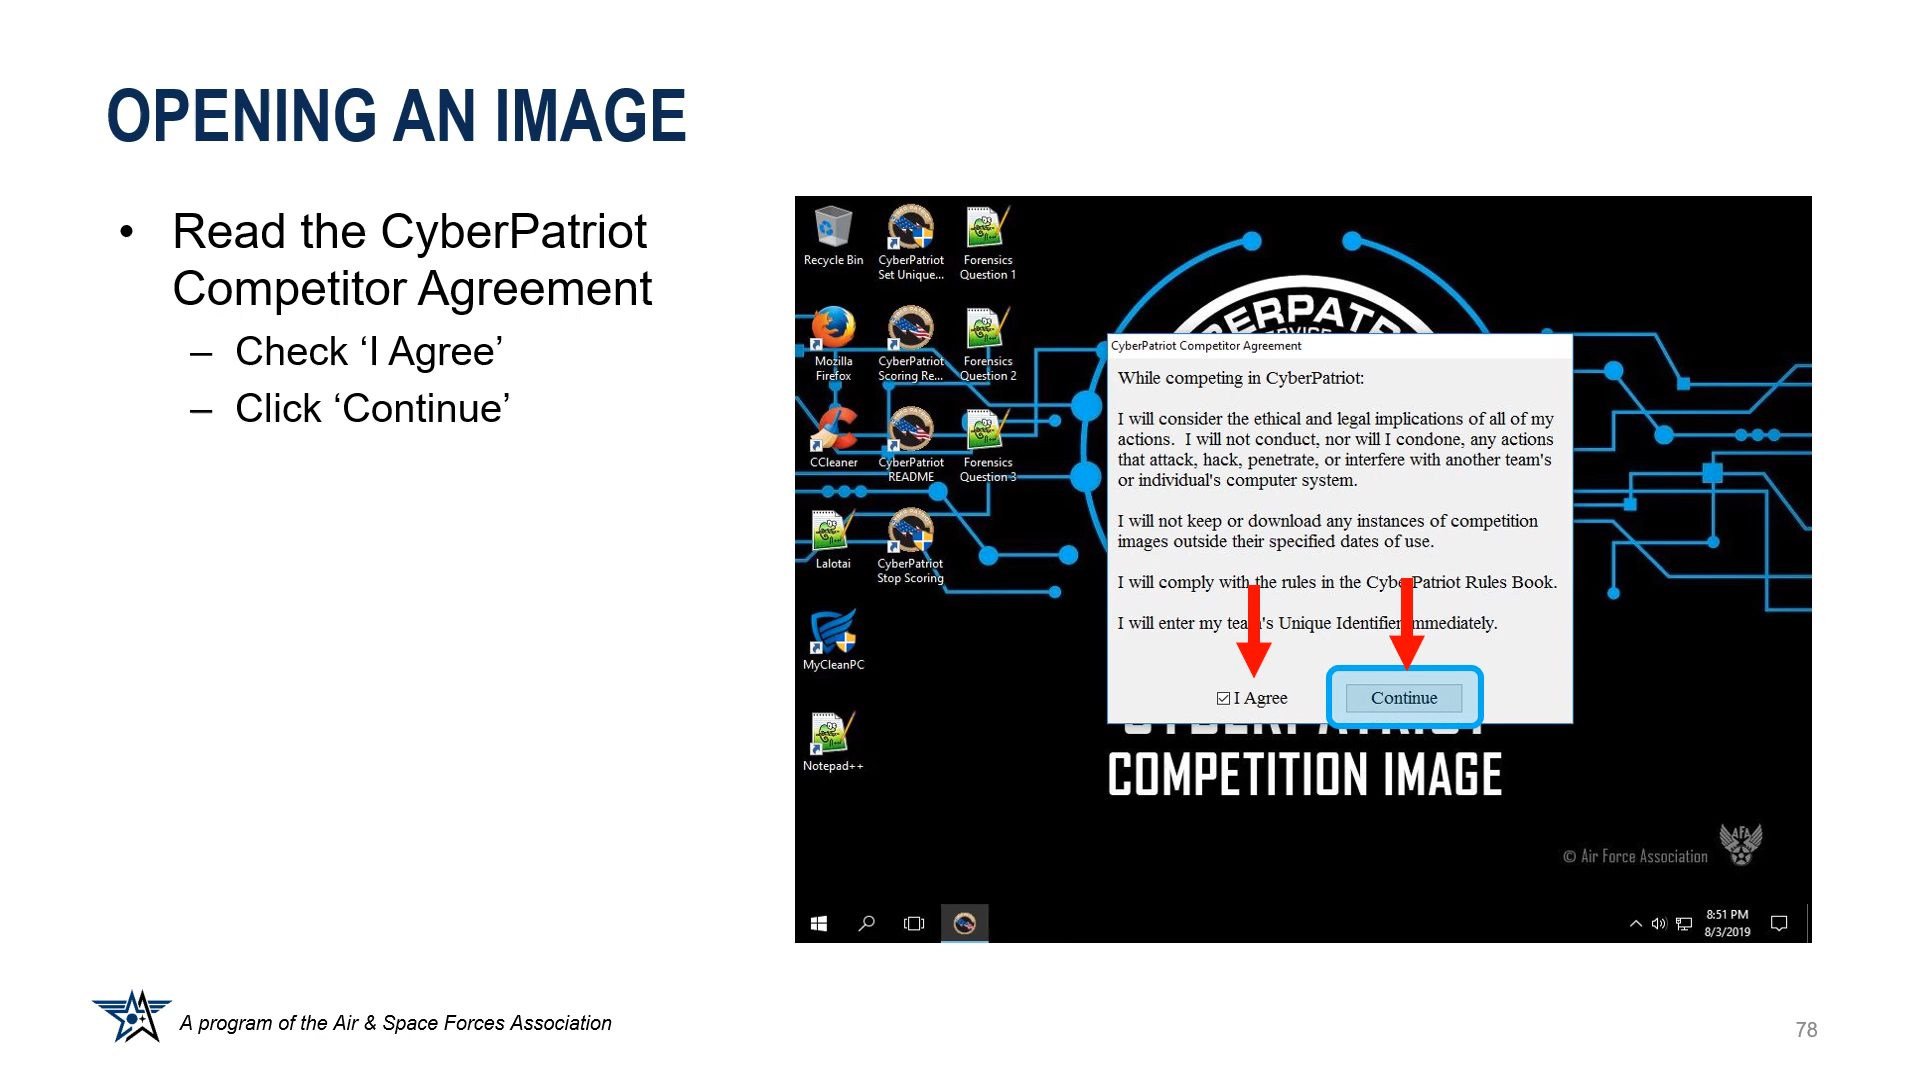 OPENING AN IMAGE
• Read the CyberPatriot
Competitor Agreement
– Check ‘I Agree’
– Click ‘Continue’
Recycle Bin
CyberPatriot
Set Unique...
Forensics
Question 1
Mozilla
Firefox
CyberPatriot
Scoring Re...
Forensics
Question 2
CCleaner
CyberPatriot
README
Forensics
Question 3
Lalotai
CyberPatriot
Stop Scoring
MyCleanPC
Notepad++
CyberPatriot Competitor Agreement
While competing in CyberPatriot:
I will consider the ethical and legal implications of all of my
actions. I will not conduct, nor will I condone, any actions
that attack, hack, penetrate, or interfere with another team's
or individual's computer system.
I will not keep or download any instances of competition
images outside their specified dates of use.
I will comply with the rules in the CyberPatriot Rules Book.
I will enter my team's Unique Identifier immediately.
I Agree
Continue
COMPETITION IMAGE
© Air Force Association
AFA
8:51 PM
8/3/2019
A program of the Air & Space Forces Association
78